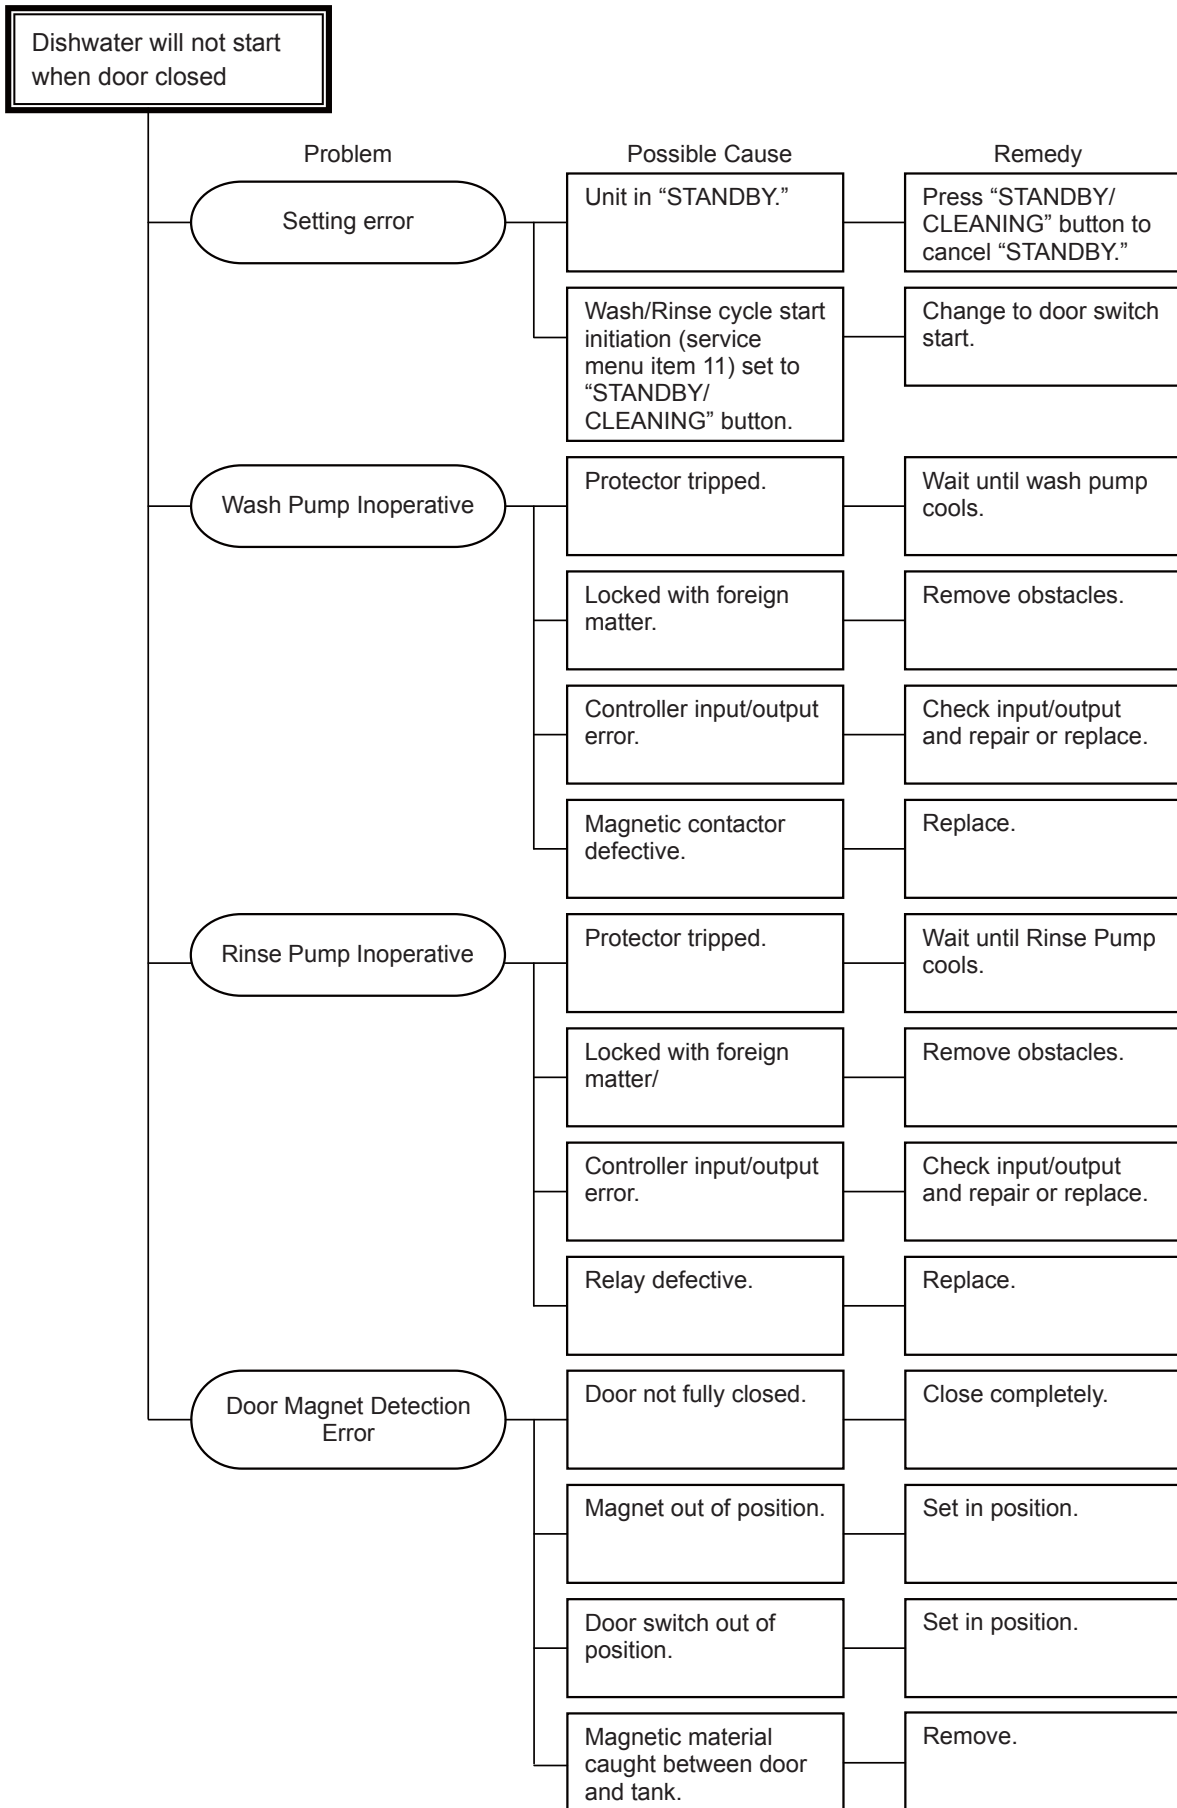 Dishwater will not start
when door closed
Problem
Possible Cause
Remedy
Setting error
Unit in “STANDBY.”
Press “STANDBY/
CLEANING” button to
cancel “STANDBY.”
Wash/Rinse cycle start
initiation (service
menu item 11) set to
“STANDBY/
CLEANING” button.
Change to door switch
start.
Wash Pump Inoperative
Protector tripped.
Wait until wash pump
cools.
Locked with foreign
matter.
Remove obstacles.
Controller input/output
error.
Check input/output
and repair or replace.
Magnetic contactor
defective.
Replace.
Rinse Pump Inoperative
Protector tripped.
Wait until Rinse Pump
cools.
Locked with foreign
matter/
Remove obstacles.
Controller input/output
error.
Check input/output
and repair or replace.
Relay defective.
Replace.
Door Magnet Detection
Error
Door not fully closed.
Close completely.
Magnet out of position.
Set in position.
Door switch out of
position.
Set in position.
Magnetic material
caught between door
and tank.
Remove.